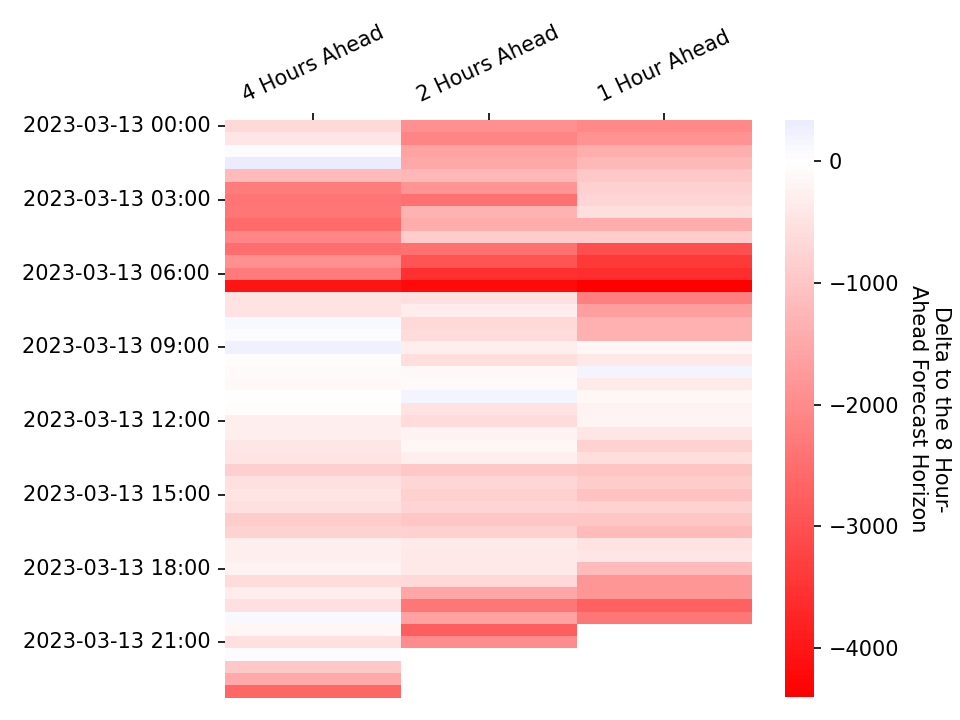 4 Hours Ahead
2 Hours Ahead
1 Hour Ahead
2023-03-13 00:00
2023-03-13 03:00
2023-03-13 06:00
2023-03-13 09:00
2023-03-13 12:00
2023-03-13 15:00
2023-03-13 18:00
2023-03-13 21:00
0
−1000
−2000
−3000
−4000
Delta to the 8 Hour-
Ahead Forecast Horizon